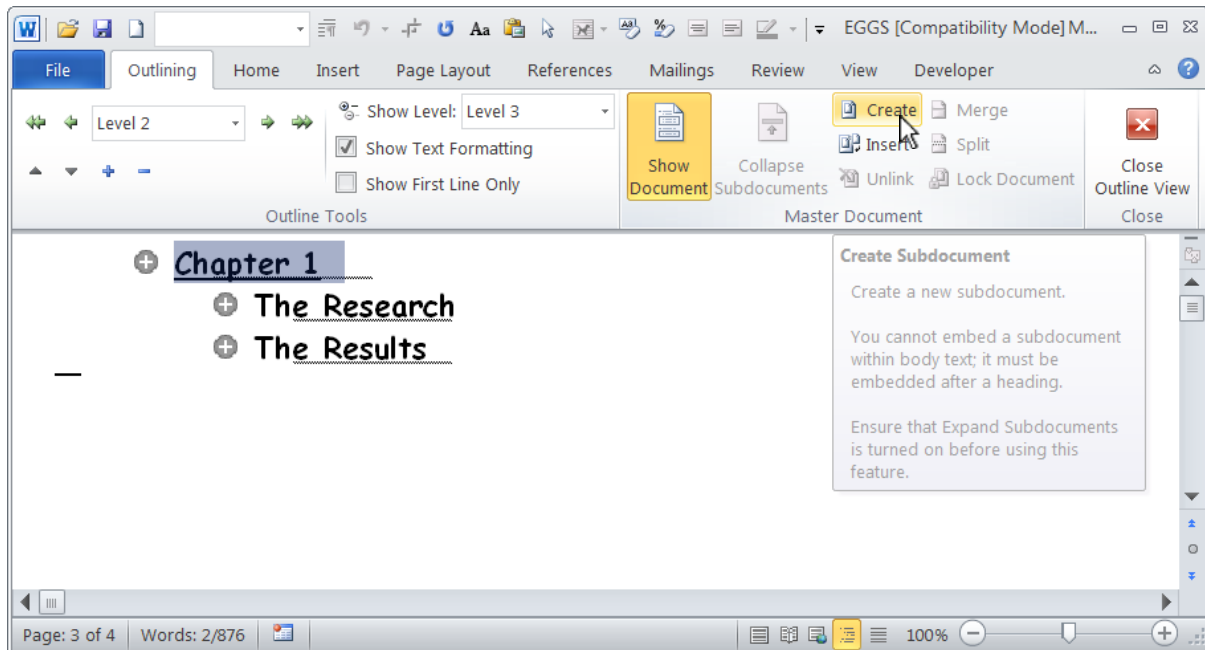 W EGGS [Compatibility Mode] M...
Aa
File Outlining Home Insert Page Layout References Mailings Review View Developer
Level 2 Show Level: Level 3 Create Merge
Show Text Formatting Insert Split
Show First Line Only Show Document Collapse Subdocuments Unlink Lock Document Close Outline View
Outline Tools Master Document Close
Chapter 1
The Research
The Results
Create Subdocument
Create a new subdocument.
You cannot embed a subdocument
within body text; it must be
embedded after a heading.
Ensure that Expand Subdocuments
is turned on before using this
feature.
Page: 3 of 4 Words: 2/876 100%